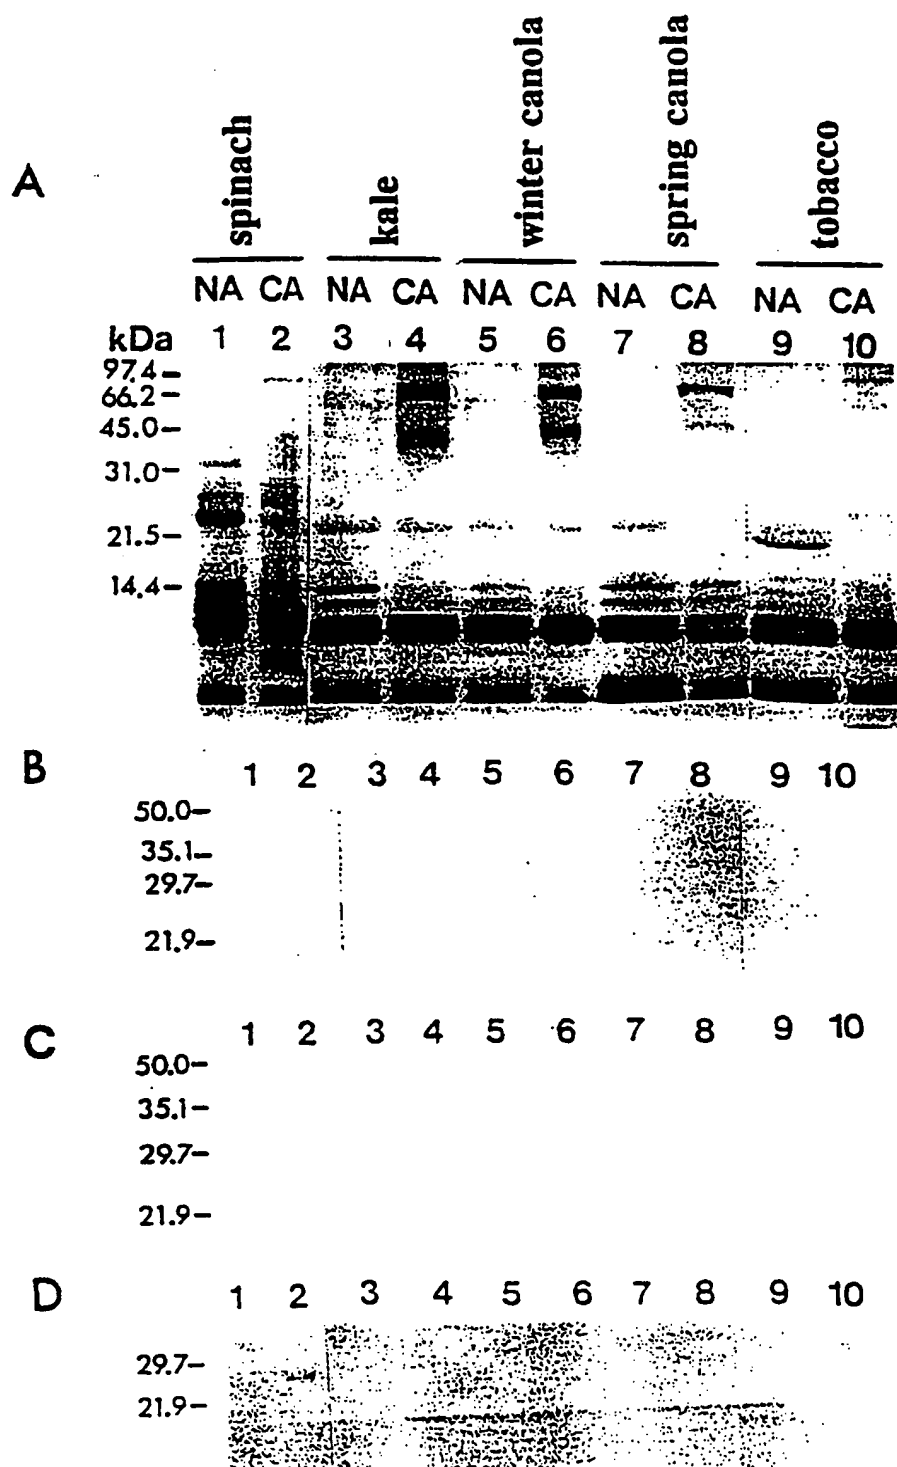 A
spinach
kale
winter canola
spring canola
tobacco
NA CA NA CA NA CA NA CA NA CA
kDa 1 2 3 4 5 6 7 8 9 10
97.4
66.2
45.0
31.0
21.5
14.4
B 1 2 3 4 5 6 7 8 9 10
50.0
35.1
29.7
21.9
C 1 2 3 4 5 6 7 8 9 10
50.0
35.1
29.7
21.9
D 1 2 3 4 5 6 7 8 9 10
29.7
21.9